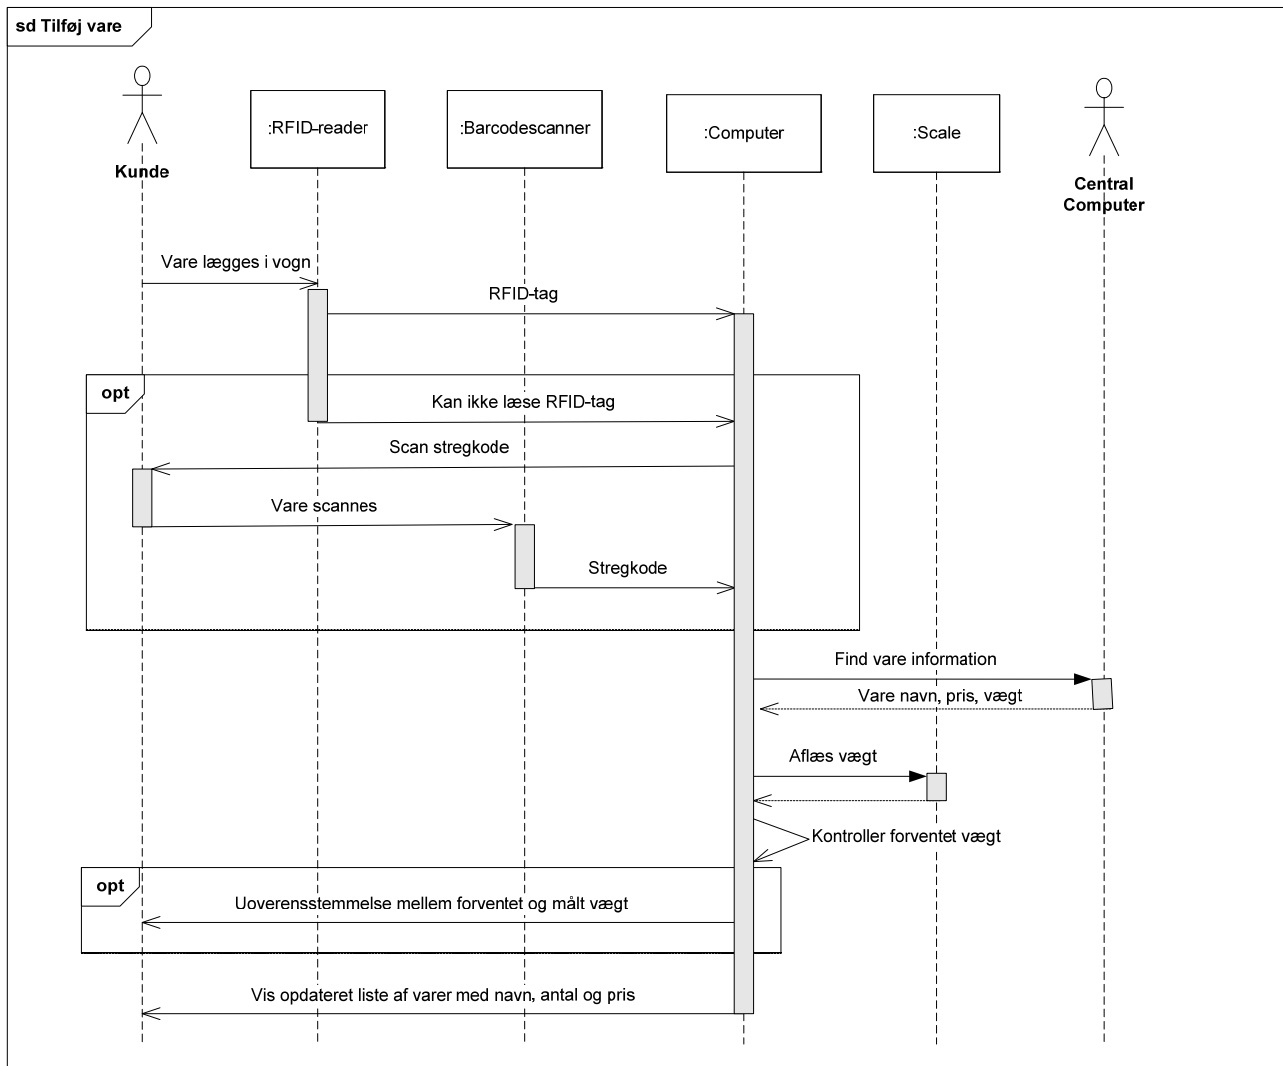 sd Tilføj vare
:RFID-reader
:Barcodescanner
:Computer
:Scale
Kunde
Central
Computer
Vare lægges i vogn
RFID-tag
opt
Kan ikke læse RFID-tag
Scan stregkode
Vare scannes
Stregkode
Find vare information
Vare navn, pris, vægt
Aflæs vægt
Kontroller forventet vægt
opt
Uoverensstemmelse mellem forventet og målt vægt
Vis opdateret liste af varer med navn, antal og pris